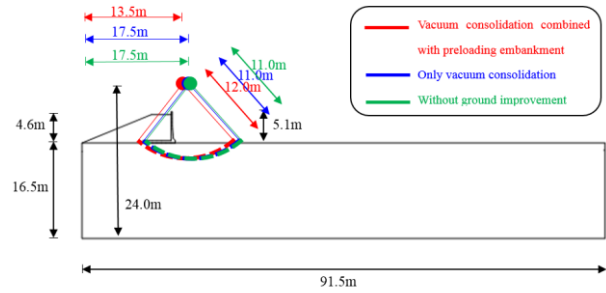 13.5m
17.5m
17.5m
11.0m
11.0m
12.0m
Vacuum consolidation combined
with preloading embankment
Only vacuum consolidation
Without ground improvement
4.6m
5.1m
16.5m
24.0m
91.5m